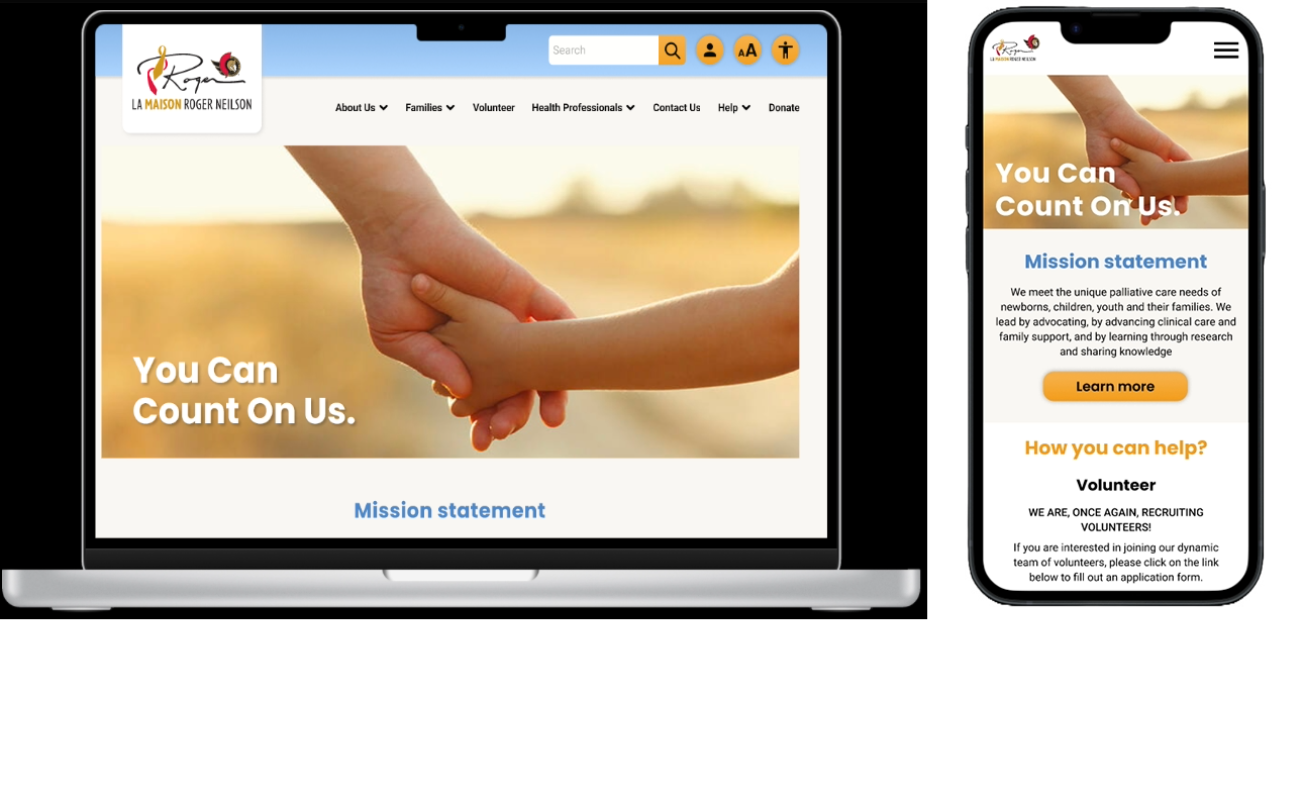 Search
AA
Roger
LA MAISON ROGER NEILSON
About Us
Families
Volunteer
Health Professionals
Contact Us
Help
Donate
You Can
Count On Us.
Mission statement
Roger
LA MAISON ROGER NEILSON
You Can
Count On Us.
Mission statement
We meet the unique palliative care needs of
newborns, children, youth and their families. We
lead by advocating, by advancing clinical care and
family support, and by learning through research
and sharing knowledge
Learn more
How you can help?
Volunteer
WE ARE, ONCE AGAIN, RECRUITING
VOLUNTEERS!
If you are interested in joining our dynamic
team of volunteers, please click on the link
below to fill out an application form.